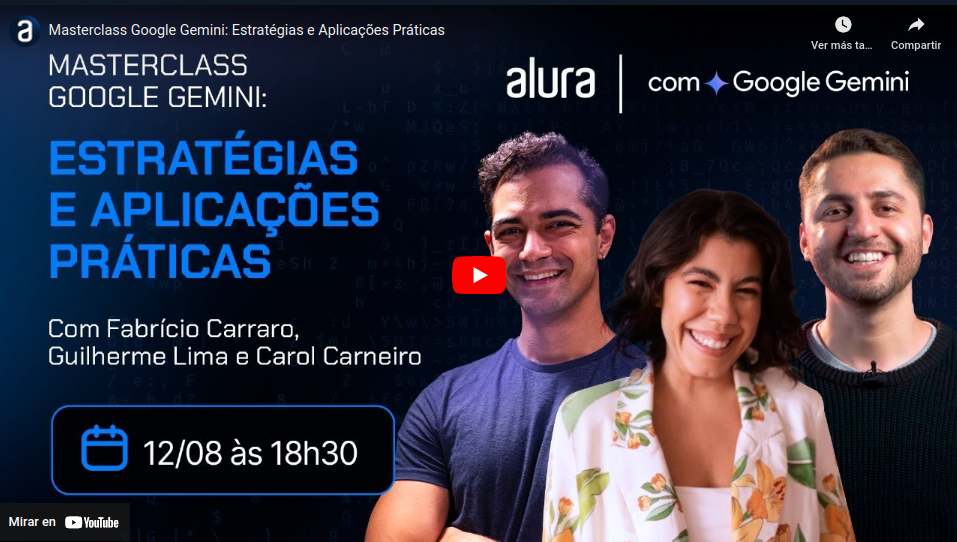 a Masterclass Google Gemini: Estratégias e Aplicações Práticas
Ver más ta...
Compartir
MASTERCLASS
GOOGLE GEMINI:
alura | com Google Gemini
ESTRATÉGIAS
E APLICAÇÕES
PRÁTICAS
Com Fabrício Carraro,
Guilherme Lima e Carol Carneiro
12/08 às 18h30
Mirar en YouTube